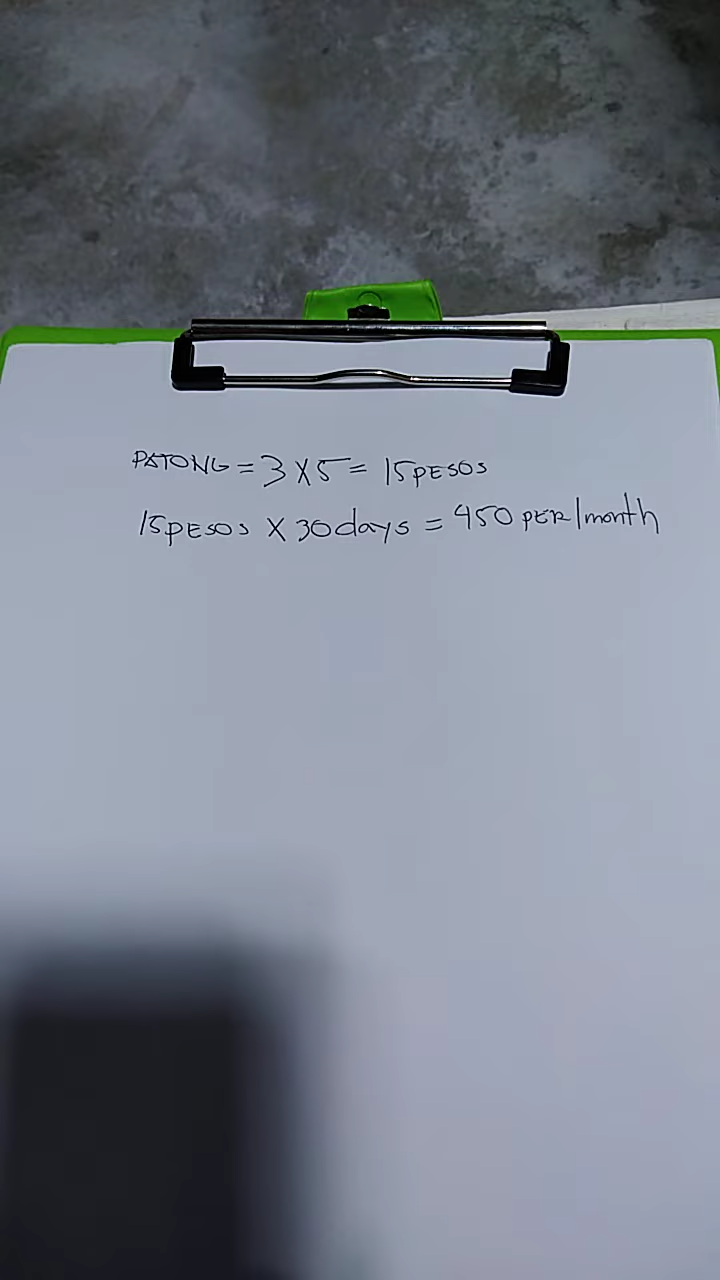 PATONG = 3 X 5 = 15 PESOS
15 PESOS X 30 days = 450 PER/month